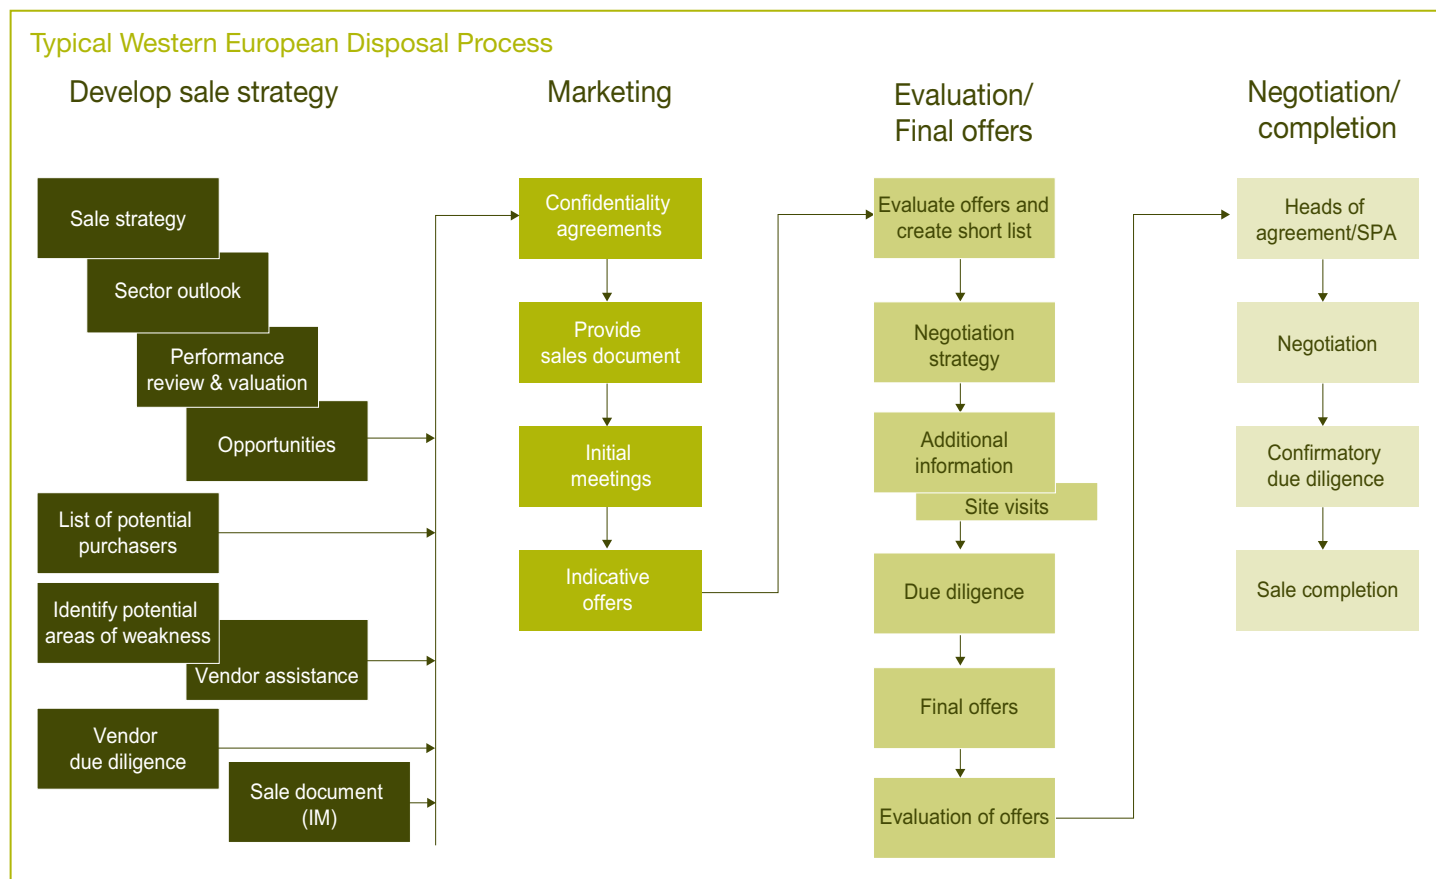 Typical Western European Disposal Process
Develop sale strategy
Sale strategy
Sector outlook
Performance
review & valuation
Opportunities
List of potential
purchasers
Identify potential
areas of weakness
Vendor assistance
Vendor
due diligence
Sale document
(IM)
Marketing
Confidentiality
agreements
Provide
sales document
Initial
meetings
Indicative
offers
Evaluation/
Final offers
Evaluate offers and
create short list
Negotiation
strategy
Additional
information
Site visits
Due diligence
Final offers
Evaluation of offers
Negotiation/
completion
Heads of
agreement/SPA
Negotiation
Confirmatory
due diligence
Sale completion